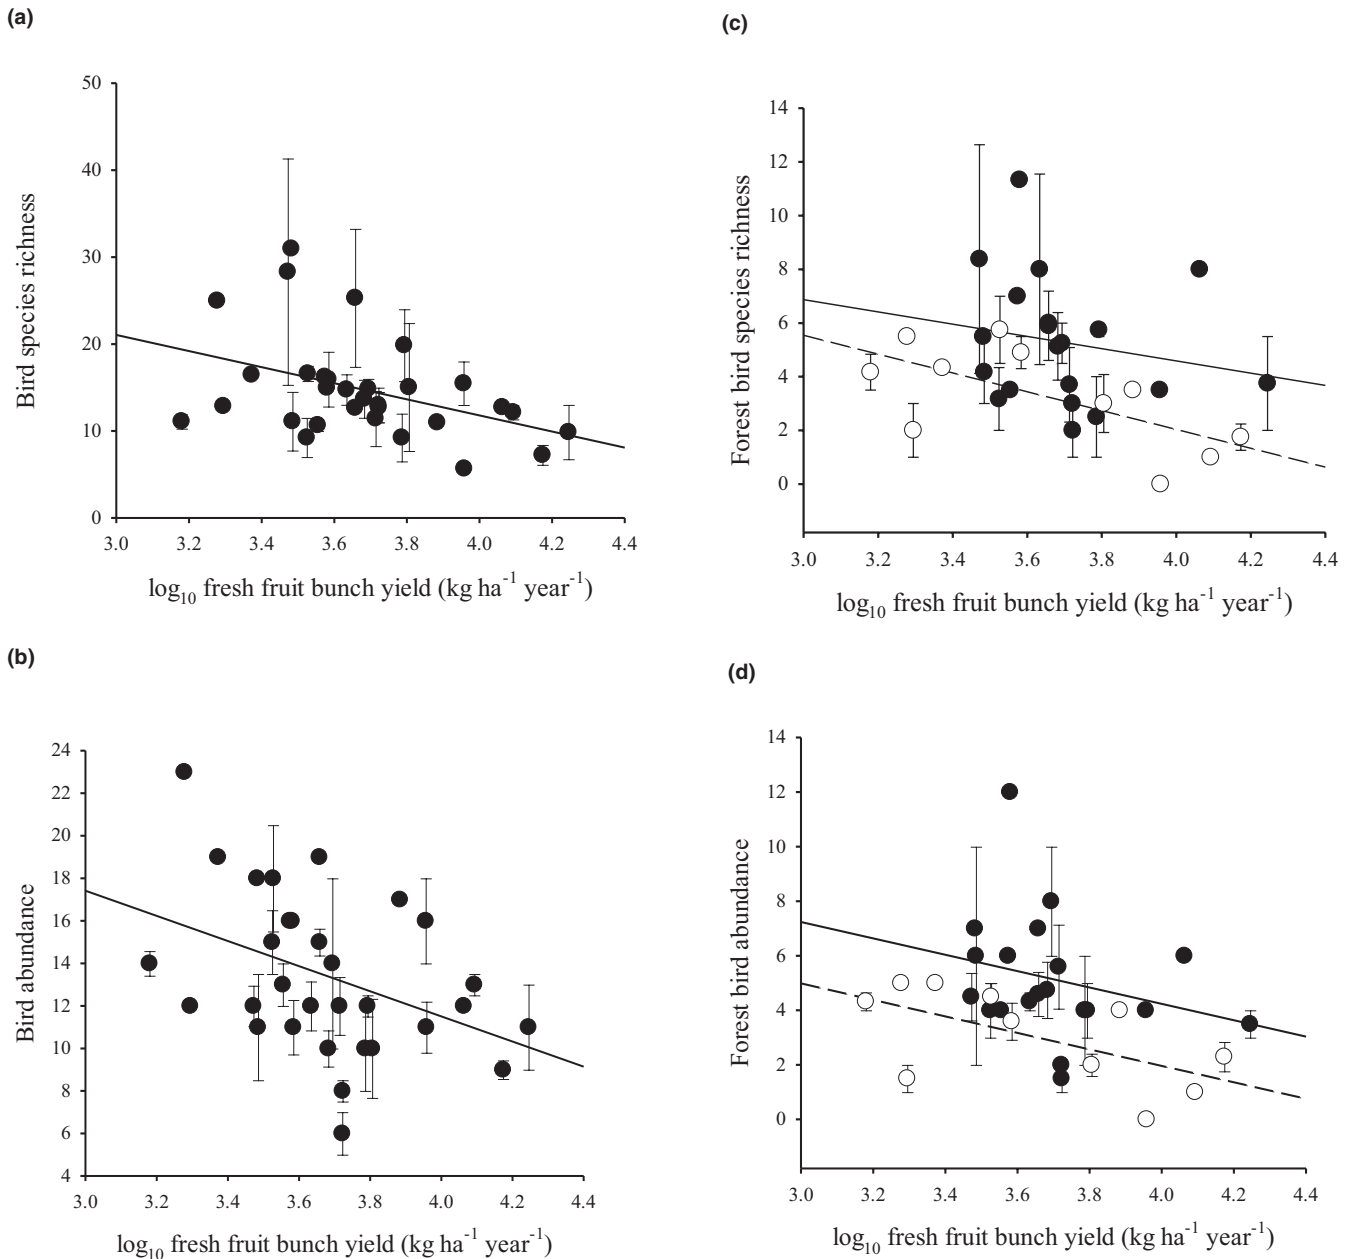 (a)
50
40
30
20
10
0
Bird species richness
3.0 3.2 3.4 3.6 3.8 4.0 4.2 4.4
log10 fresh fruit bunch yield (kg ha-1 year-1)
(c)
14
12
10
8
6
4
2
0
Forest bird species richness
3.0 3.2 3.4 3.6 3.8 4.0 4.2 4.4
log10 fresh fruit bunch yield (kg ha-1 year-1)
(b)
24
22
20
18
16
14
12
10
8
6
4
Bird abundance
3.0 3.2 3.4 3.6 3.8 4.0 4.2 4.4
log10 fresh fruit bunch yield (kg ha-1 year-1)
(d)
14
12
10
8
6
4
2
0
Forest bird abundance
3.0 3.2 3.4 3.6 3.8 4.0 4.2 4.4
log10 fresh fruit bunch yield (kg ha-1 year-1)